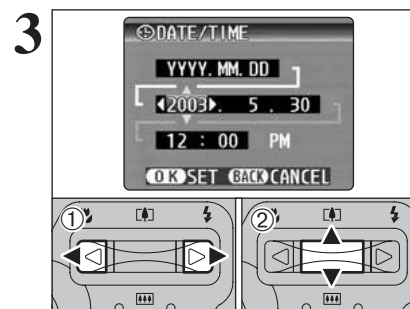 3
DATE/TIME
YYYY. MM. DD
2003. 5 . 30
12 : 00 PM
OK SET BACK CANCEL
① ②